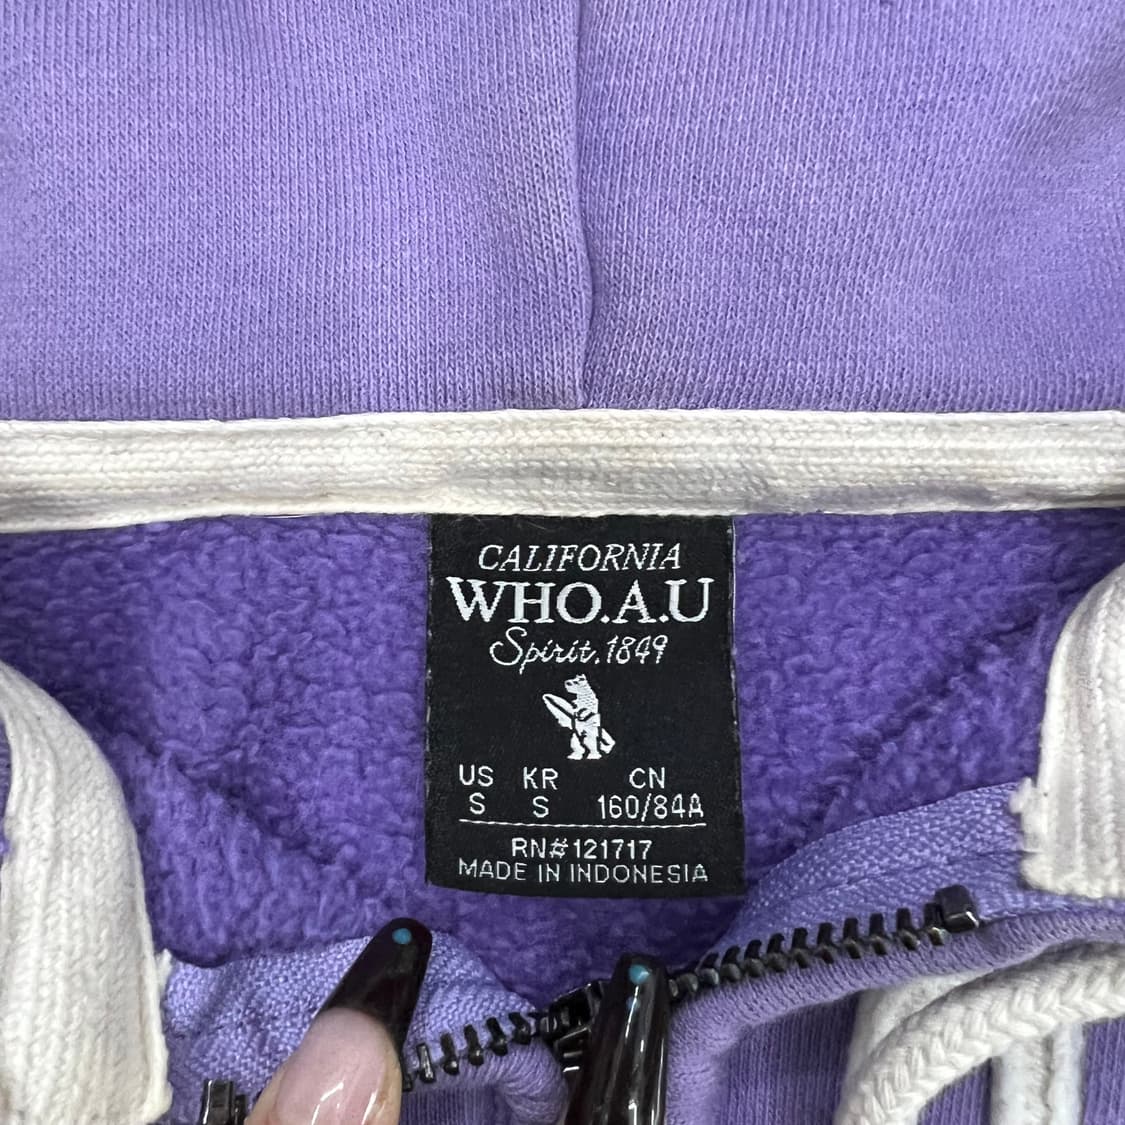 CALIFORNIA
WHO.A.U
Spirit.1849
US KR CN
S S 160/84A
RN#121717
MADE IN INDONESIA